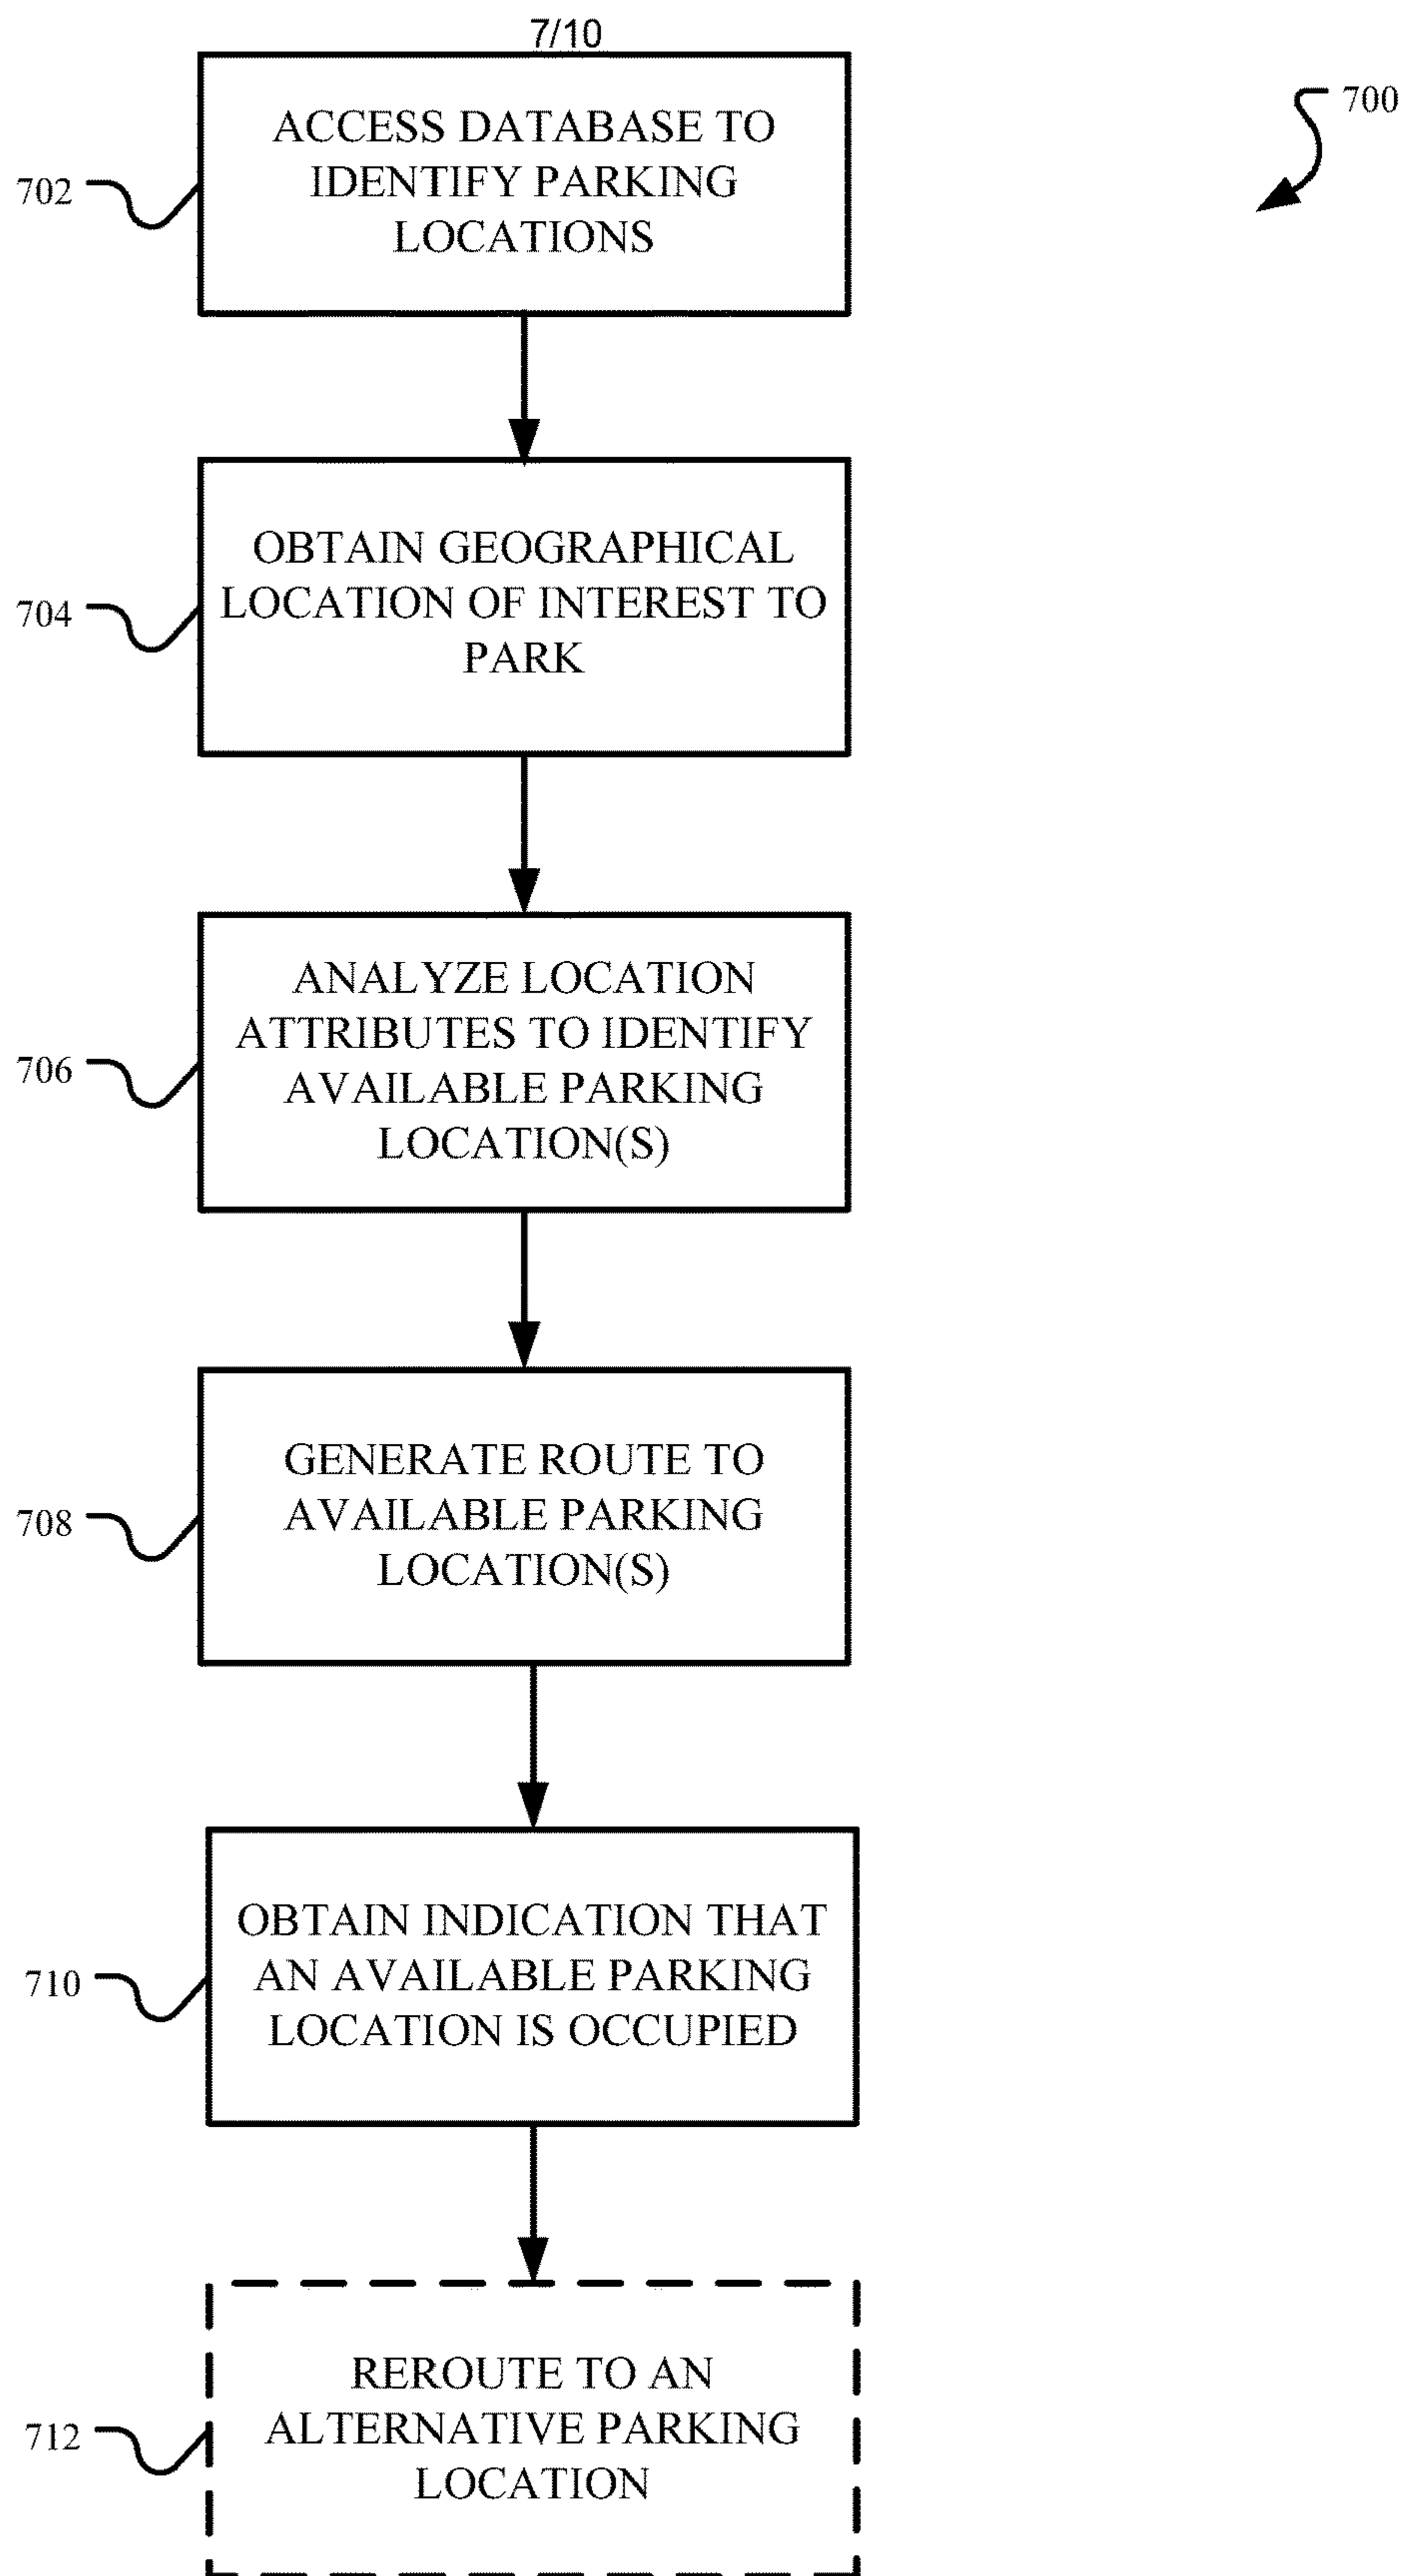 7/10
700
702
ACCESS DATABASE TO
IDENTIFY PARKING
LOCATIONS
704
OBTAIN GEOGRAPHICAL
LOCATION OF INTEREST TO
PARK
706
ANALYZE LOCATION
ATTRIBUTES TO IDENTIFY
AVAILABLE PARKING
LOCATION(S)
708
GENERATE ROUTE TO
AVAILABLE PARKING
LOCATION(S)
710
OBTAIN INDICATION THAT
AN AVAILABLE PARKING
LOCATION IS OCCUPIED
712
REROUTE TO AN
ALTERNATIVE PARKING
LOCATION